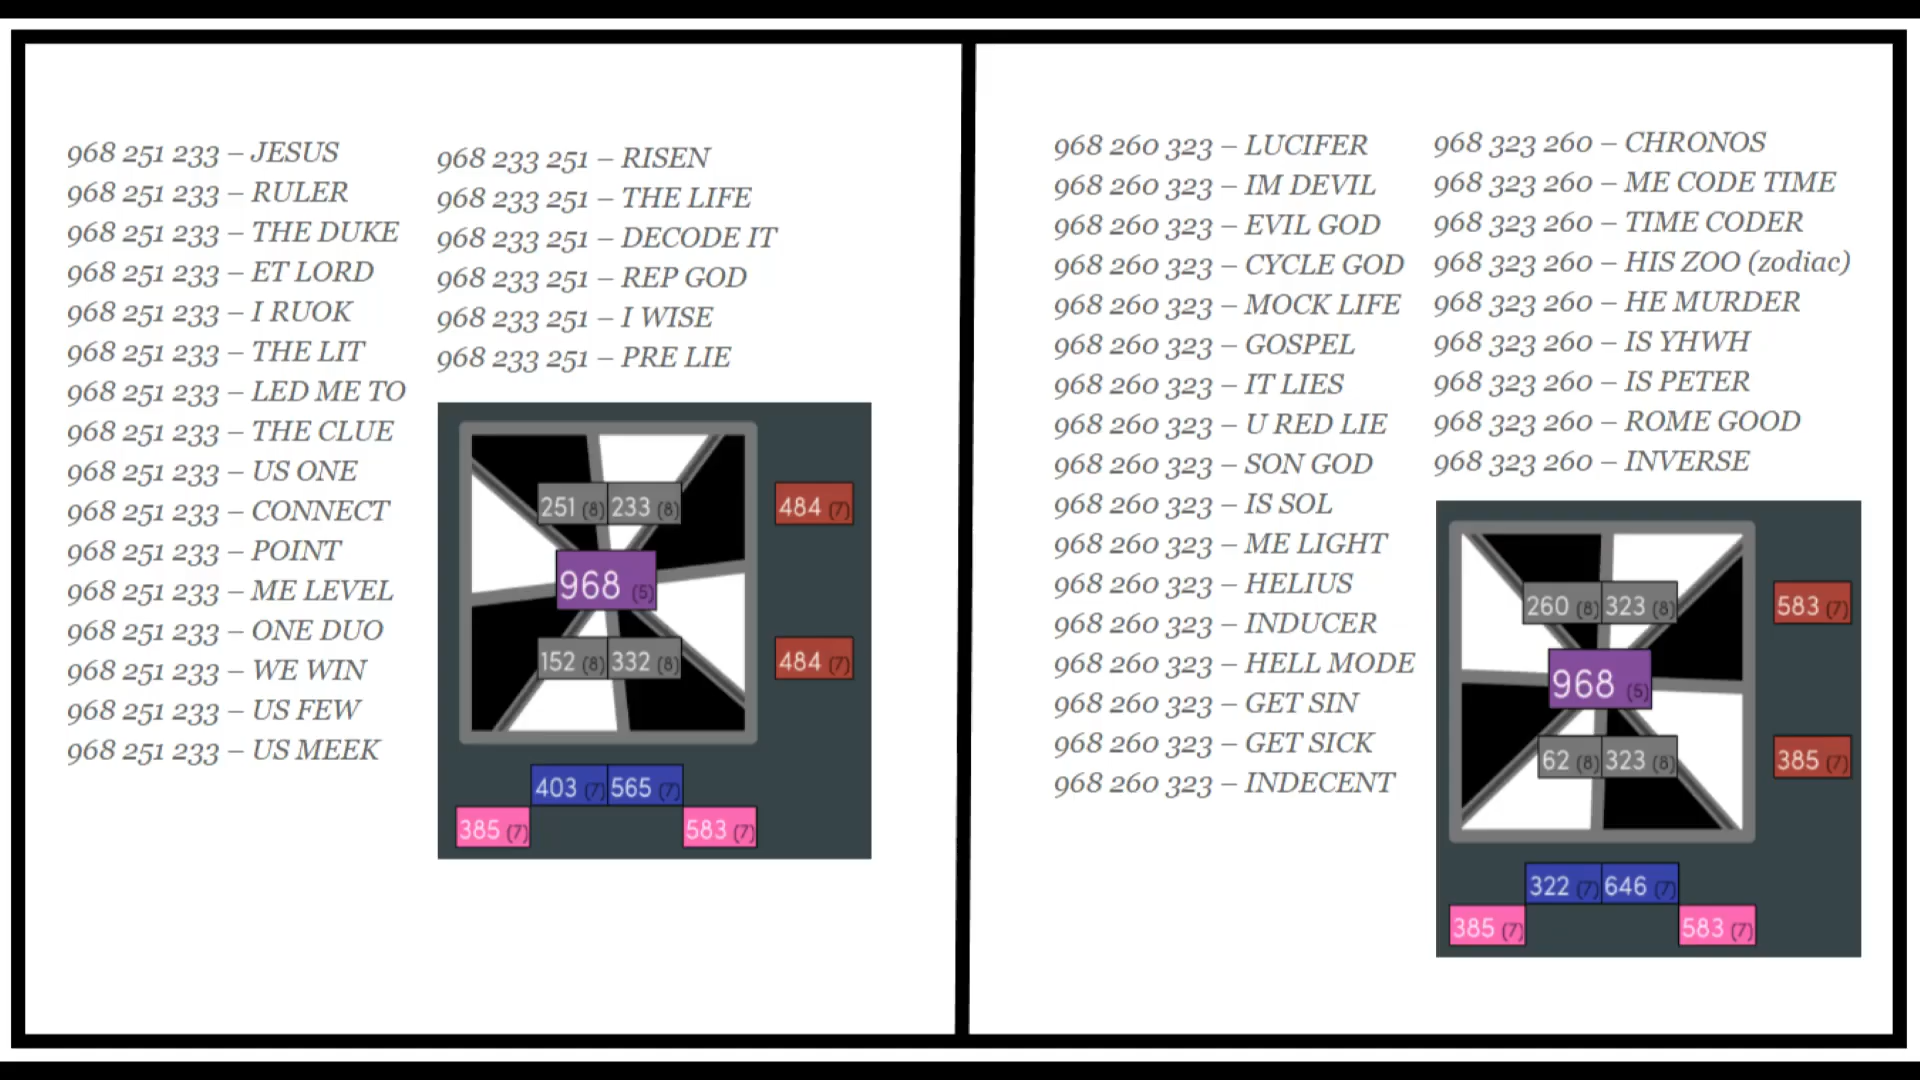 968 251 233 – JESUS
968 251 233 – RULER
968 251 233 – THE DUKE
968 251 233 – ET LORD
968 251 233 – I RUOK
968 251 233 – THE LIT
968 251 233 – LED ME TO
968 251 233 – THE CLUE
968 251 233 – US ONE
968 251 233 – CONNECT
968 251 233 – POINT
968 251 233 – ME LEVEL
968 251 233 – ONE DUO
968 251 233 – WE WIN
968 251 233 – US FEW
968 251 233 – US MEEK
968 233 251 – RISEN
968 233 251 – THE LIFE
968 233 251 – DECODE IT
968 233 251 – REP GOD
968 233 251 – I WISE
968 233 251 – PRE LIE
251 (8) 233 (8) 484 (7)
968 (5)
152 (8) 332 (8) 484 (7)
403 (7) 565 (7)
385 (7) 583 (7)
968 260 323 – LUCIFER
968 260 323 – IM DEVIL
968 260 323 – EVIL GOD
968 260 323 – CYCLE GOD
968 260 323 – MOCK LIFE
968 260 323 – GOSPEL
968 260 323 – IT LIES
968 260 323 – U RED LIE
968 260 323 – SON GOD
968 260 323 – IS SOL
968 260 323 – ME LIGHT
968 260 323 – HELIUS
968 260 323 – INDUCER
968 260 323 – HELL MODE
968 260 323 – GET SIN
968 260 323 – GET SICK
968 260 323 – INDECENT
968 323 260 – CHRONOS
968 323 260 – ME CODE TIME
968 323 260 – TIME CODER
968 323 260 – HIS ZOO (zodiac)
968 323 260 – HE MURDER
968 323 260 – IS YHWH
968 323 260 – IS PETER
968 323 260 – ROME GOOD
968 323 260 – INVERSE
260 (8) 323 (8) 583 (7)
968 (5)
62 (8) 323 (8) 385 (7)
322 (7) 646 (7)
385 (7) 583 (7)